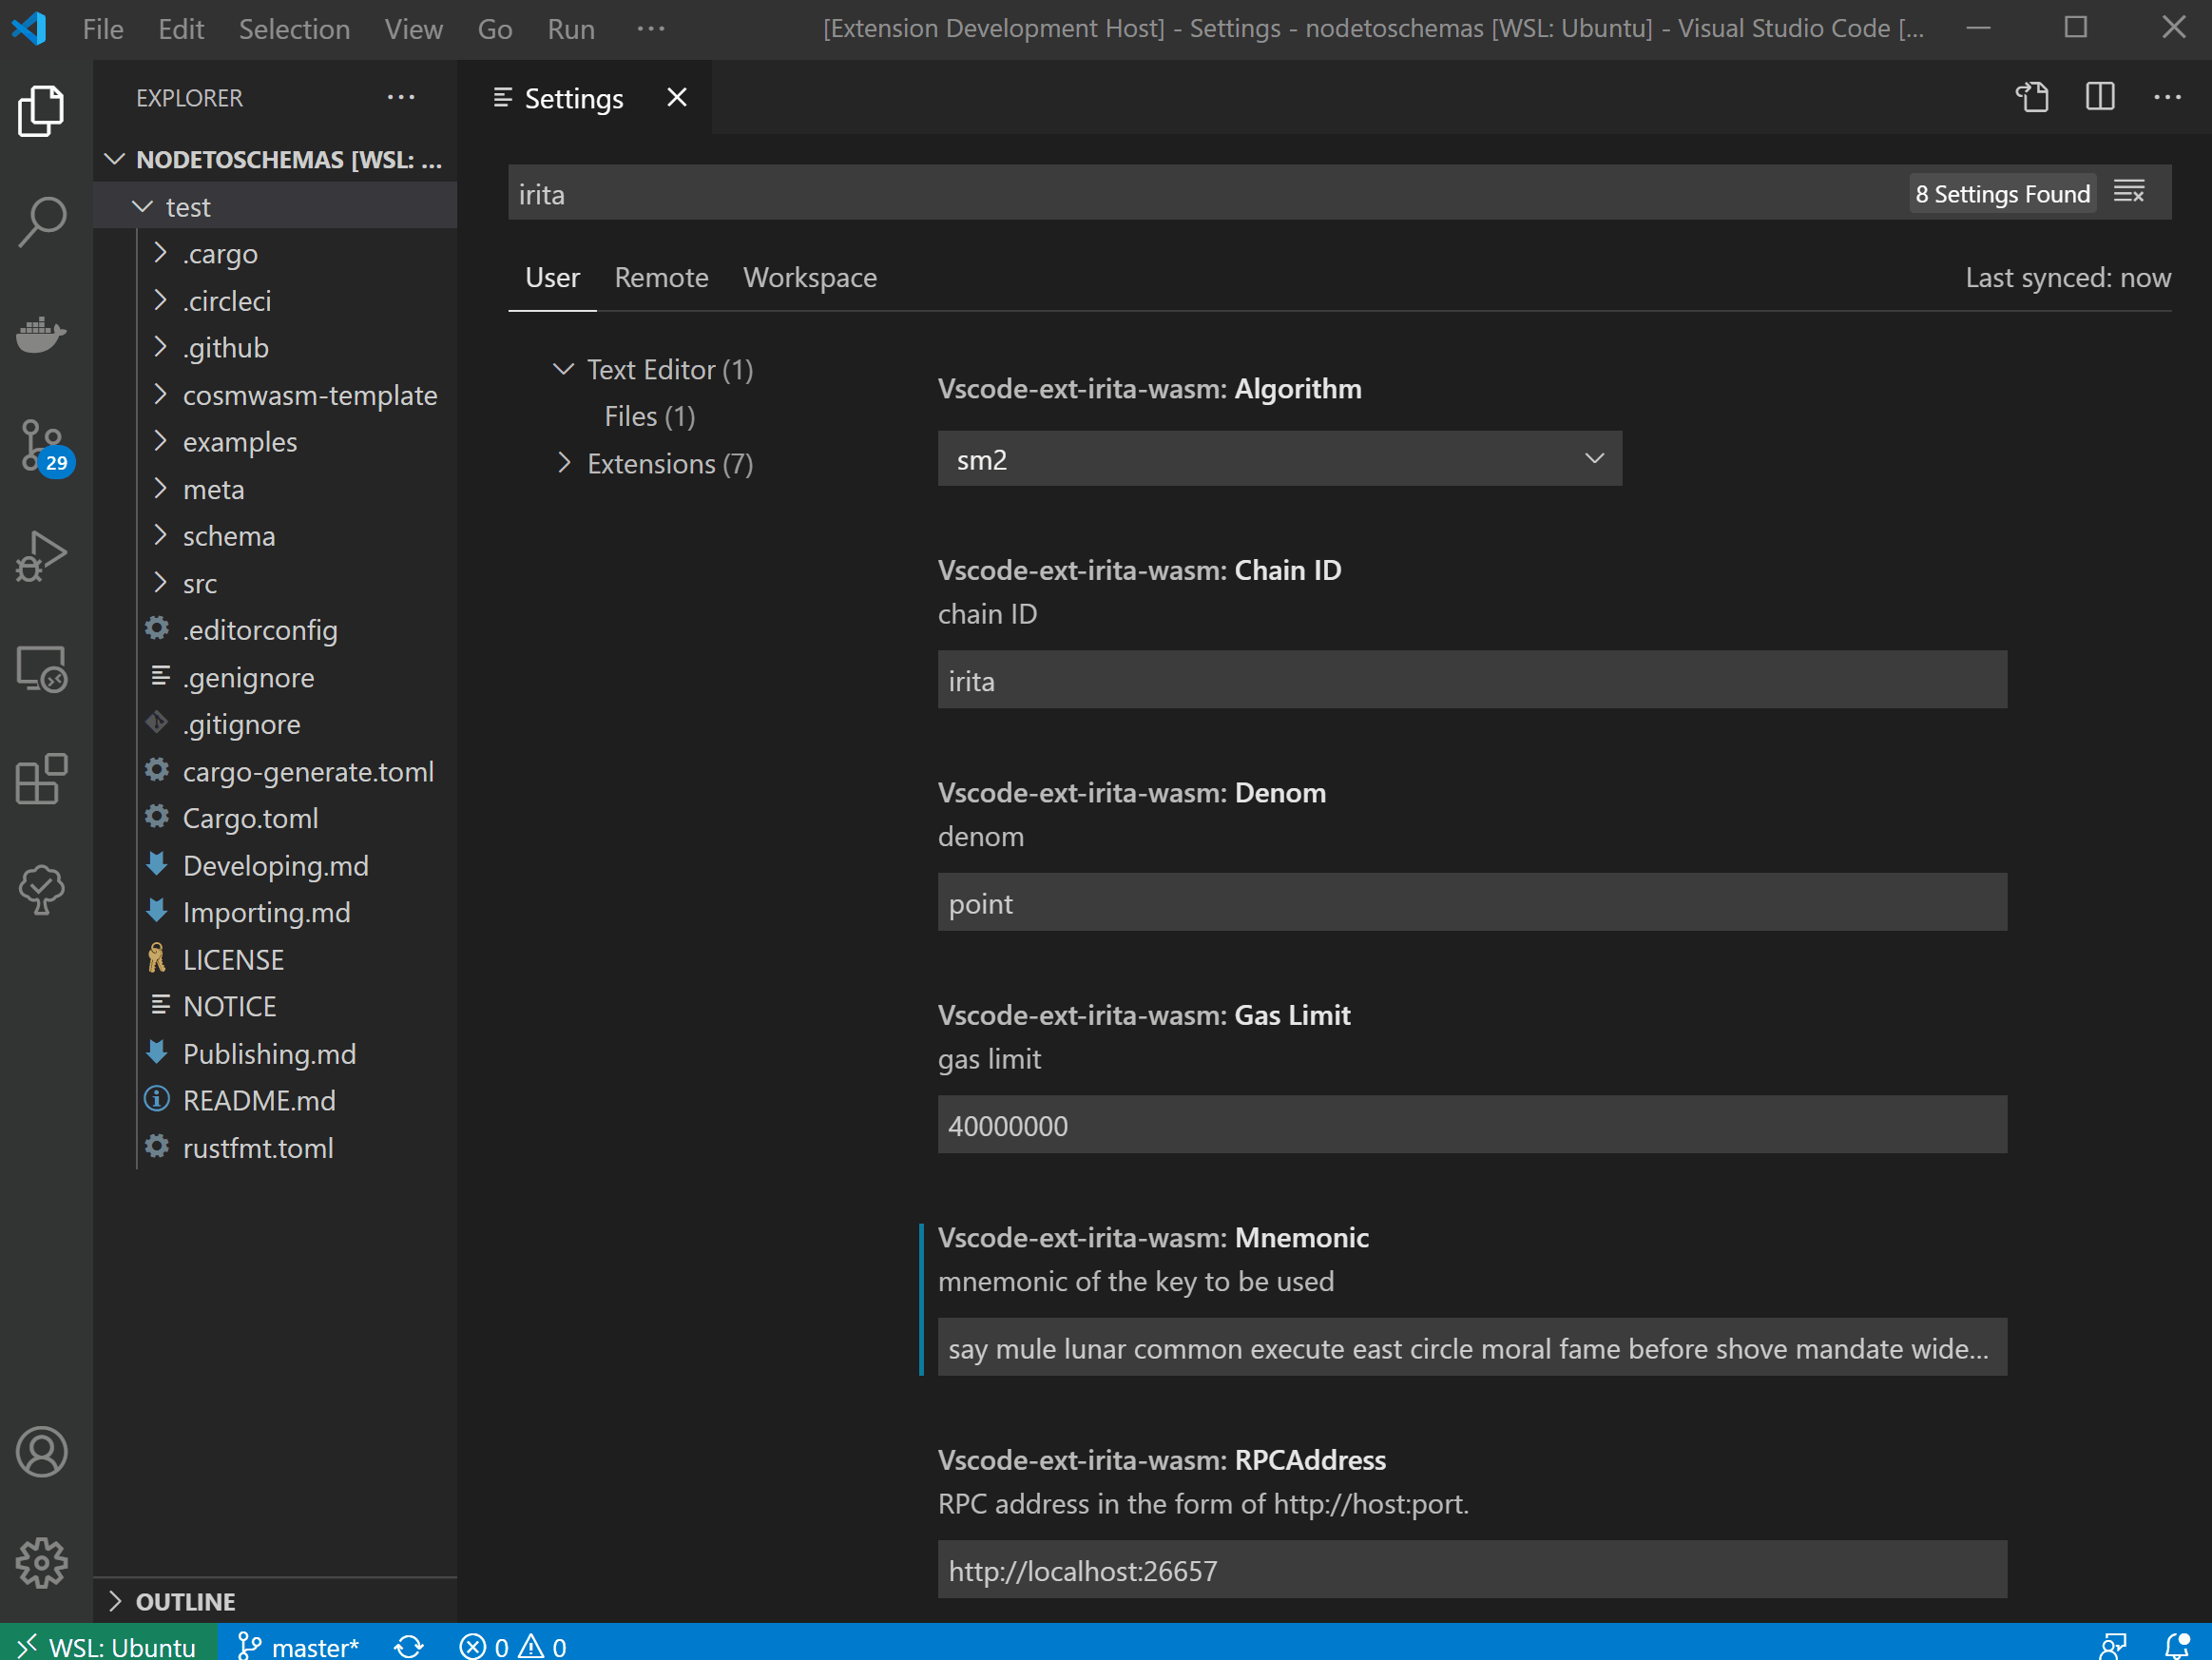 File Edit Selection View Go Run ···
[Extension Development Host] - Settings - nodetoschemas [WSL: Ubuntu] - Visual Studio Code [...
EXPLORER ···
NODETOSCHEMAS [WSL: ...
test
.cargo
.circleci
.github
cosmwasm-template
examples
meta
schema
src
.editorconfig
.genignore
.gitignore
cargo-generate.toml
Cargo.toml
Developing.md
Importing.md
LICENSE
NOTICE
Publishing.md
README.md
rustfmt.toml
OUTLINE
29
Settings
irita
8 Settings Found
User Remote Workspace
Last synced: now
Text Editor (1)
Files (1)
Extensions (7)
Vscode-ext-irita-wasm: Algorithm
sm2
Vscode-ext-irita-wasm: Chain ID
chain ID
irita
Vscode-ext-irita-wasm: Denom
denom
point
Vscode-ext-irita-wasm: Gas Limit
gas limit
40000000
Vscode-ext-irita-wasm: Mnemonic
mnemonic of the key to be used
say mule lunar common execute east circle moral fame before shove mandate wide...
Vscode-ext-irita-wasm: RPCAddress
RPC address in the form of http://host:port.
http://localhost:26657
WSL: Ubuntu master* 0 0